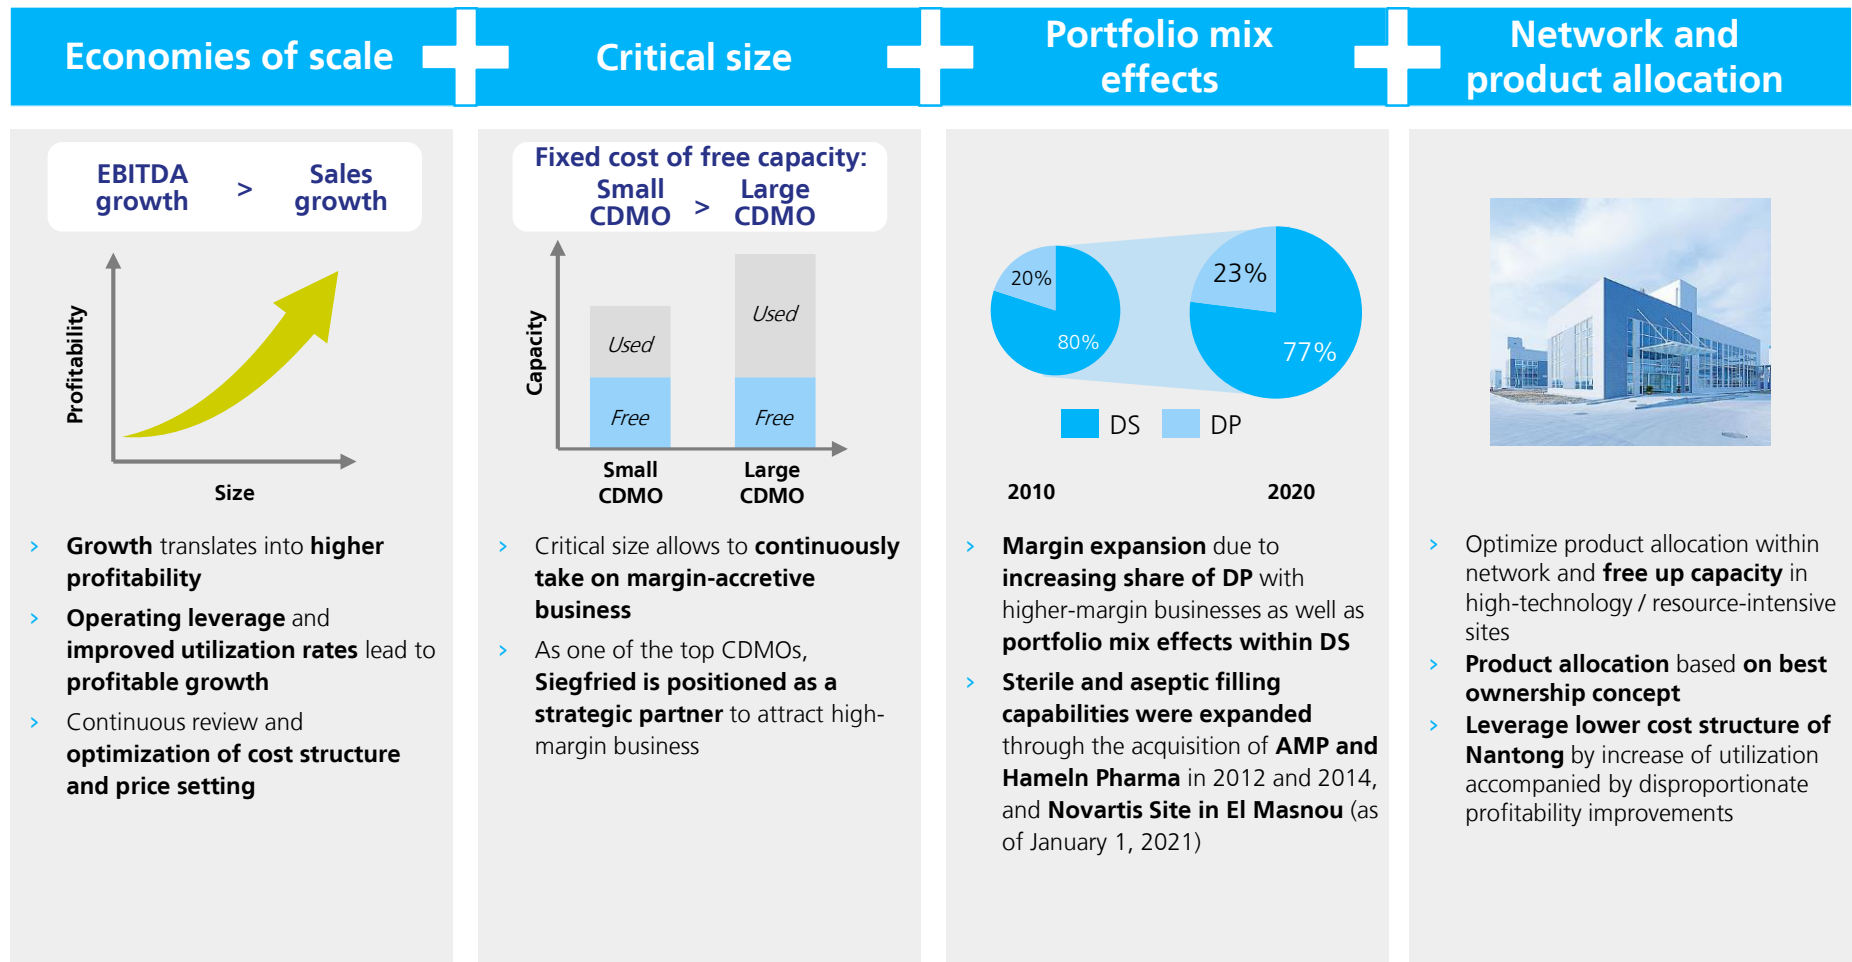 Economies of scale
Critical size
Portfolio mix
effects
Network and
product allocation
EBITDA
growth
>
Sales
growth
Profitability
Size
› Growth translates into higher
profitability
› Operating leverage and
improved utilization rates lead to
profitable growth
› Continuous review and
optimization of cost structure
and price setting
Fixed cost of free capacity:
Small
CDMO
>
Large
CDMO
Capacity
Used
Free
Used
Free
Small
CDMO
Large
CDMO
› Critical size allows to continuously
take on margin-accretive
business
› As one of the top CDMOs,
Siegfried is positioned as a
strategic partner to attract high-
margin business
20%
80%
23%
77%
DS
DP
2010
2020
› Margin expansion due to
increasing share of DP with
higher-margin businesses as well as
portfolio mix effects within DS
› Sterile and aseptic filling
capabilities were expanded
through the acquisition of AMP and
Hameln Pharma in 2012 and 2014,
and Novartis Site in El Masnou (as
of January 1, 2021)
› Optimize product allocation within
network and free up capacity in
high-technology / resource-intensive
sites
› Product allocation based on best
ownership concept
› Leverage lower cost structure of
Nantong by increase of utilization
accompanied by disproportionate
profitability improvements